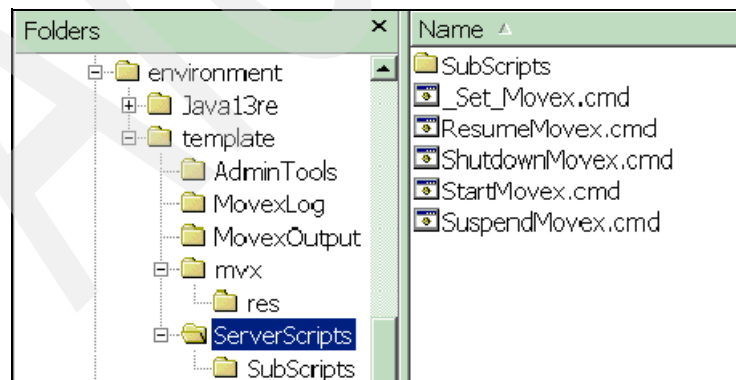 Folders
environment
Java13re
template
AdminTools
MovexLog
MovexOutput
mvx
res
ServerScripts
SubScripts
Name
SubScripts
_Set_Movex.cmd
ResumeMovex.cmd
ShutdownMovex.cmd
StartMovex.cmd
SuspendMovex.cmd